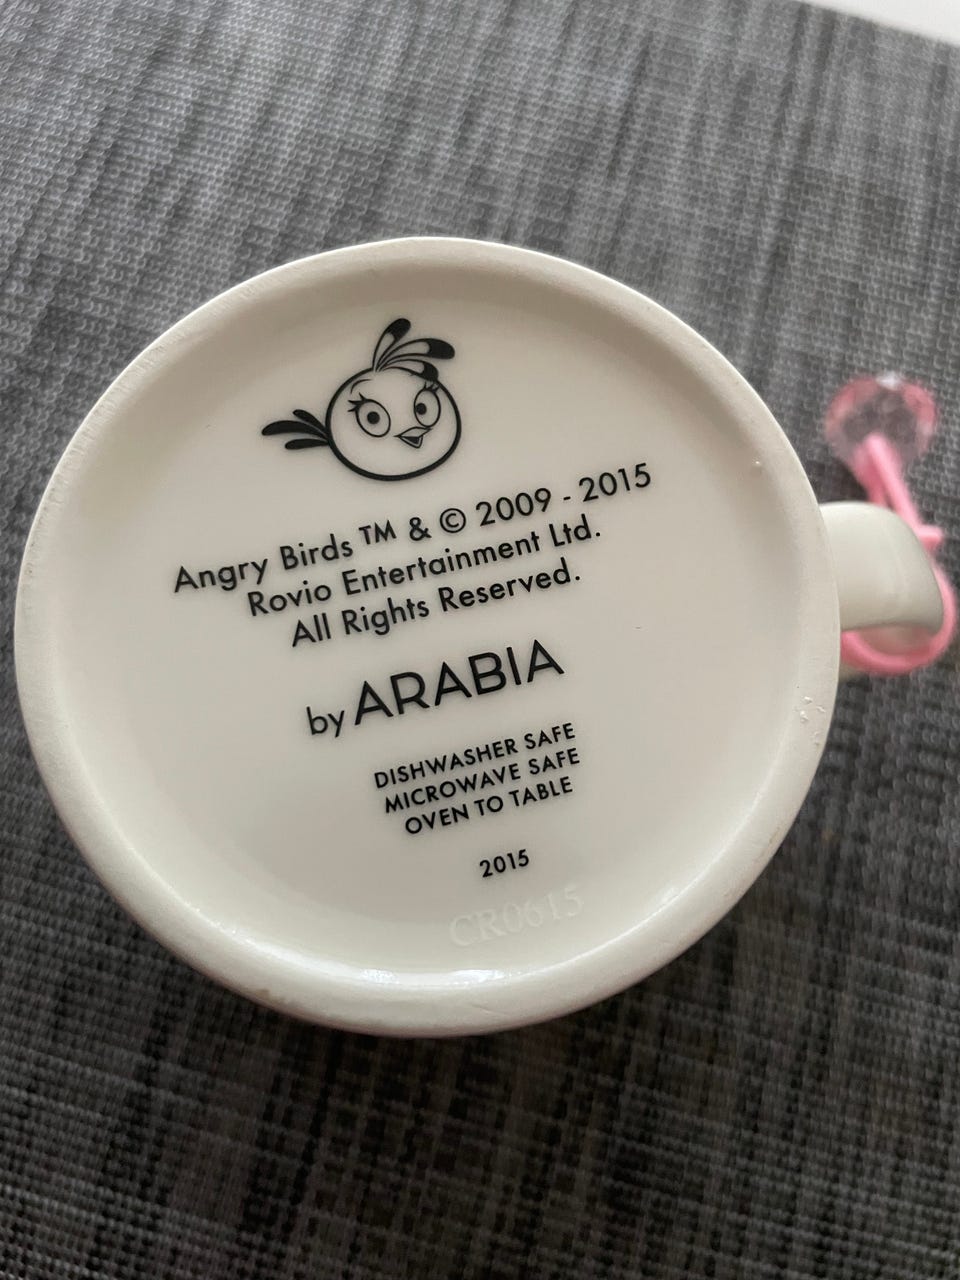 Angry Birds ™ & © 2009 - 2015
Rovio Entertainment Ltd.
All Rights Reserved.
by ARABIA
DISHWASHER SAFE
MICROWAVE SAFE
OVEN TO TABLE
2015
CR0615